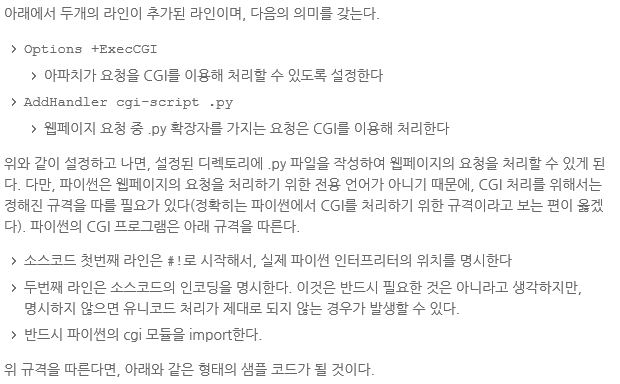 아래에서 두개의 라인이 추가된 라인이며, 다음의 의미를 갖는다.
> Options +ExecCGI
> 아파치가 요청을 CGI를 이용해 처리할 수 있도록 설정한다
> AddHandler cgi-script .py
> 웹페이지 요청 중 .py 확장자를 가지는 요청은 CGI를 이용해 처리한다
위와 같이 설정하고 나면, 설정된 디렉토리에 .py 파일을 작성하여 웹페이지의 요청을 처리할 수 있게 된
다. 다만, 파이썬은 웹페이지의 요청을 처리하기 위한 전용 언어가 아니기 때문에, CGI 처리를 위해서는
정해진 규격을 따를 필요가 있다(정확히는 파이썬에서 CGI를 처리하기 위한 규격이라고 보는 편이 옳겠
다). 파이썬의 CGI 프로그램은 아래 규격을 따른다.
> 소스코드 첫번째 라인은 #!로 시작해서, 실제 파이썬 인터프리터의 위치를 명시한다
> 두번째 라인은 소스코드의 인코딩을 명시한다. 이것은 반드시 필요한 것은 아니라고 생각하지만,
명시하지 않으면 유니코드 처리가 제대로 되지 않는 경우가 발생할 수 있다.
> 반드시 파이썬의 cgi 모듈을 import한다.
위 규격을 따른다면, 아래와 같은 형태의 샘플 코드가 될 것이다.